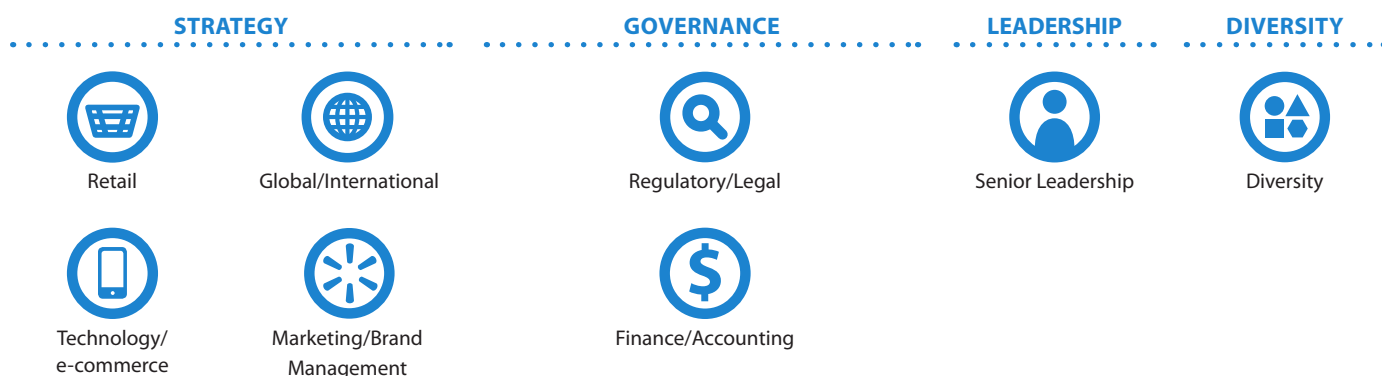 STRATEGY
GOVERNANCE
LEADERSHIP
DIVERSITY
Retail
Global/International
Regulatory/Legal
Senior Leadership
Diversity
$
Technology/
e-commerce
Marketing/Brand
Management
Finance/Accounting